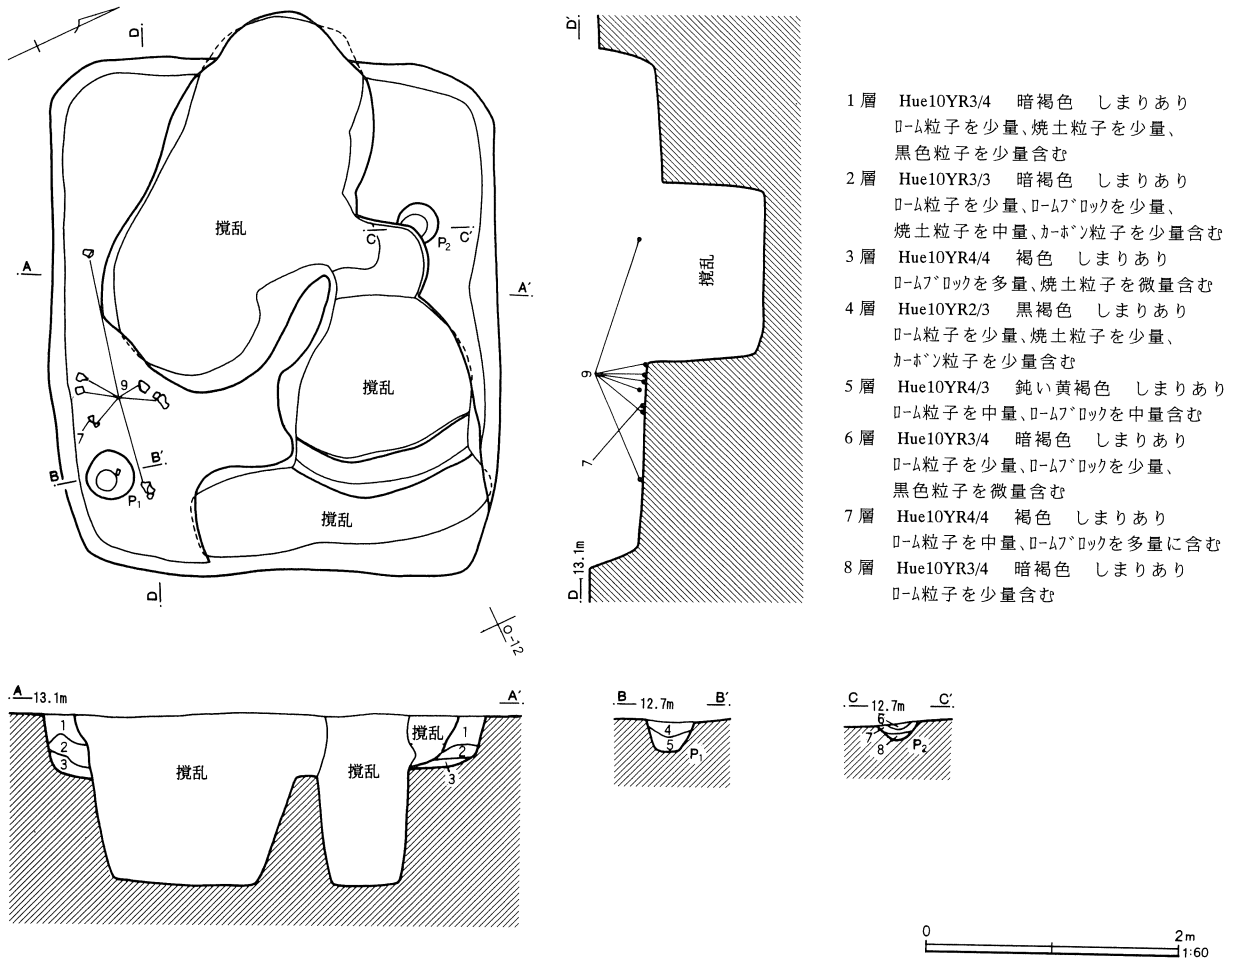 D
D'
1層　Hue10YR3/4　暗褐色　しまりあり
ﾛｰﾑ粒子を少量、焼土粒子を少量、
黒色粒子を少量含む
2層　Hue10YR3/3　暗褐色　しまりあり
ﾛｰﾑ粒子を少量、ﾛｰﾑﾌﾞﾛｯｸを少量、
焼土粒子を中量、ｶｰﾎﾞﾝ粒子を少量含む
3層　Hue10YR4/4　褐色　しまりあり
ﾛｰﾑﾌﾞﾛｯｸを多量、焼土粒子を微量含む
4層　Hue10YR2/3　黒褐色　しまりあり
ﾛｰﾑ粒子を少量、焼土粒子を少量、
ｶｰﾎﾞﾝ粒子を少量含む
5層　Hue10YR4/3　鈍い黄褐色　しまりあり
ﾛｰﾑ粒子を中量、ﾛｰﾑﾌﾞﾛｯｸを中量含む
6層　Hue10YR3/4　暗褐色　しまりあり
ﾛｰﾑ粒子を少量、ﾛｰﾑﾌﾞﾛｯｸを少量、
黒色粒子を微量含む
7層　Hue10YR4/4　褐色　しまりあり
ﾛｰﾑ粒子を中量、ﾛｰﾑﾌﾞﾛｯｸを多量に含む
8層　Hue10YR3/4　暗褐色　しまりあり
ﾛｰﾑ粒子を少量含む
撹乱
C
P2
C'
A
A'
撹乱
9
撹乱
9
7
7
B
B'
P1
撹乱
D
D 13.1m
O-12
A 13.1m
A'
1
2
3
撹乱
撹乱
撹乱
1
2
3
B 12.7m B'
4
5
P1
C 12.7m C'
6
7
8
P2
0
2m
1:60